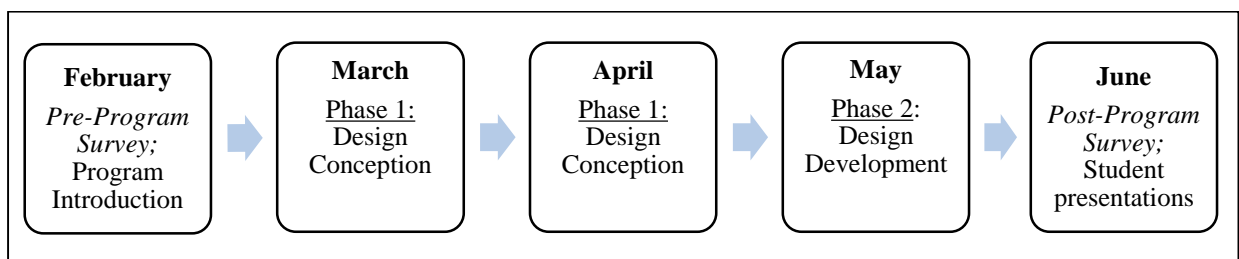 February
Pre-Program
Survey;
Program
Introduction
March
Phase 1:
Design
Conception
April
Phase 1:
Design
Conception
May
Phase 2:
Design
Development
June
Post-Program
Survey;
Student
presentations